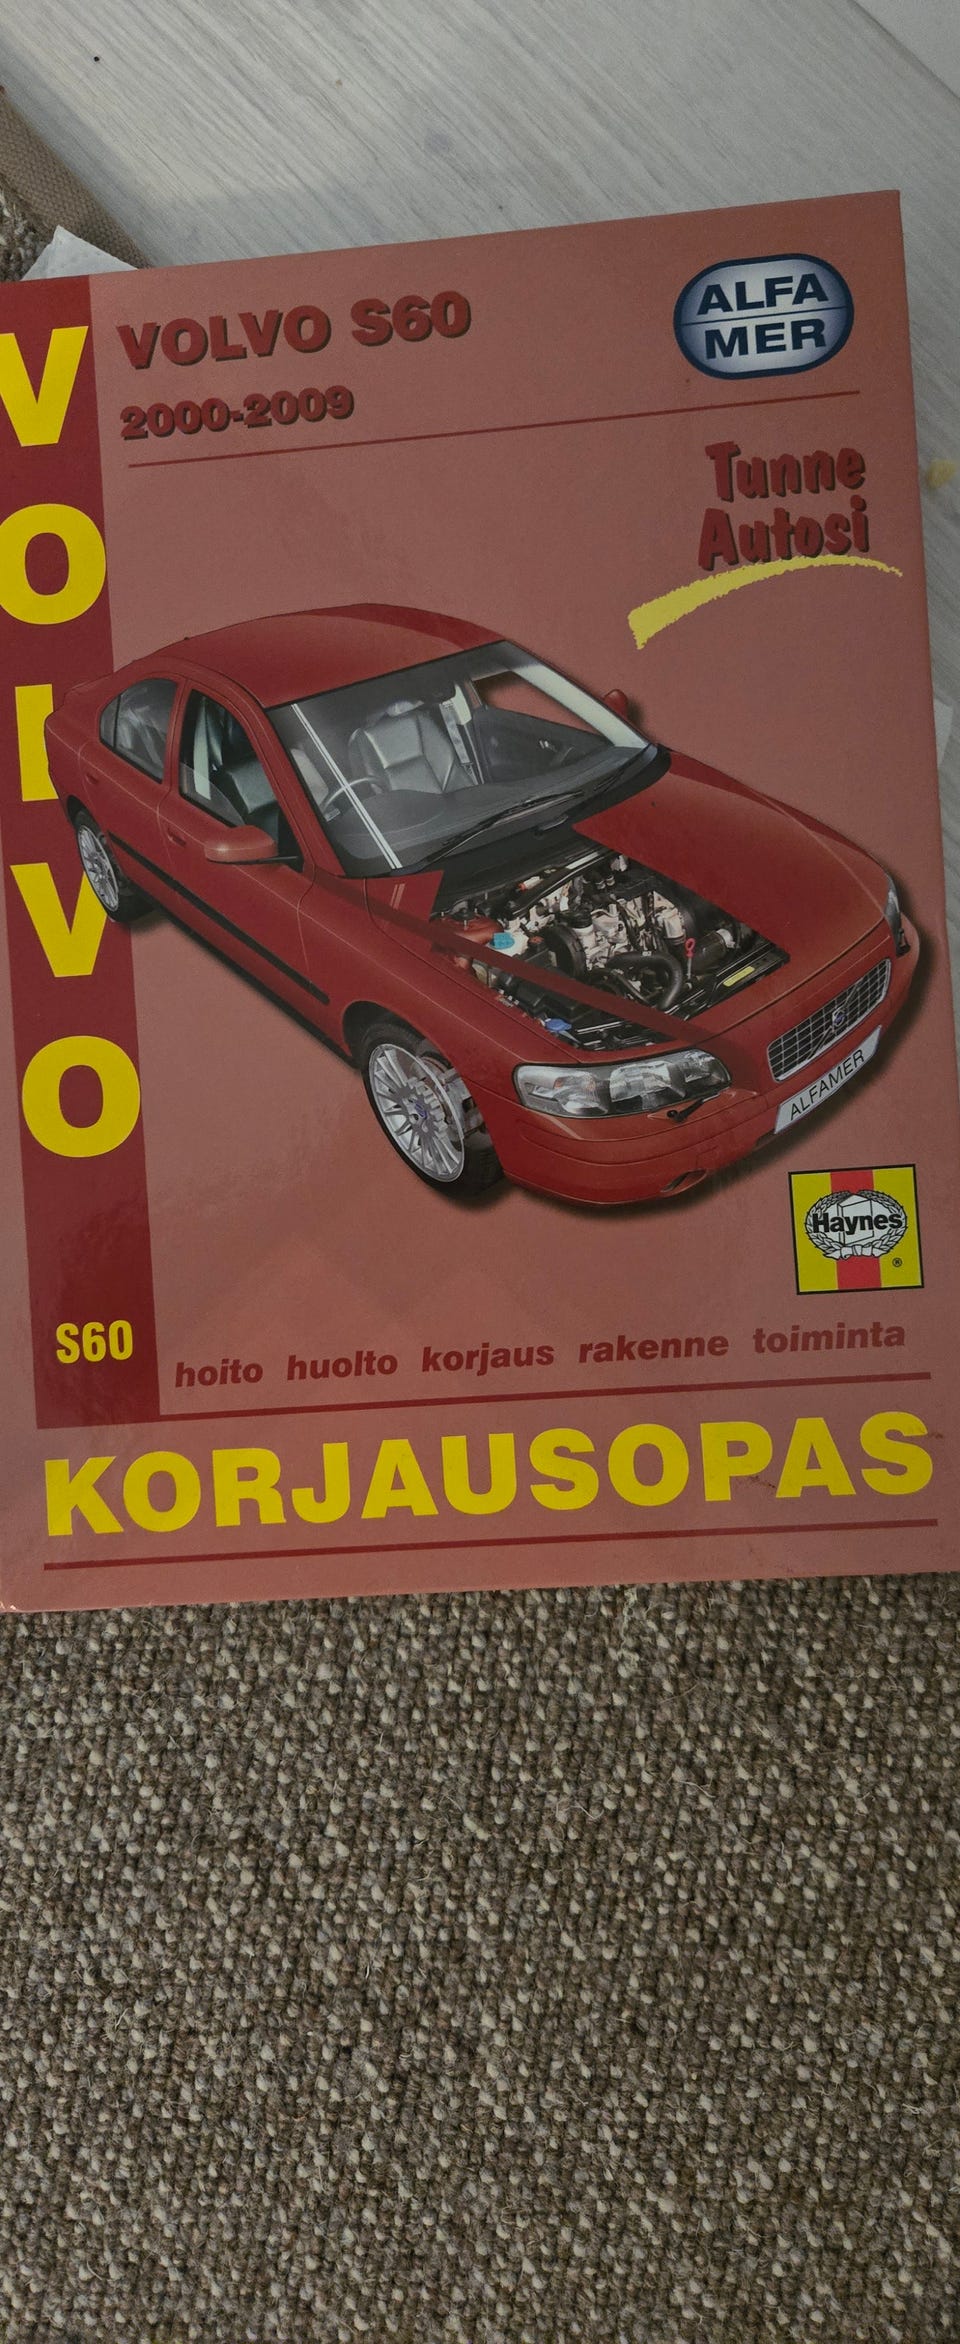 VOLVO
VOLVO S60
2000-2009
ALFA
MER
Tunne
Autosi
ALFAMER
Haynes
®
S60
hoito huolto korjaus rakenne toiminta
KORJAUSOPAS